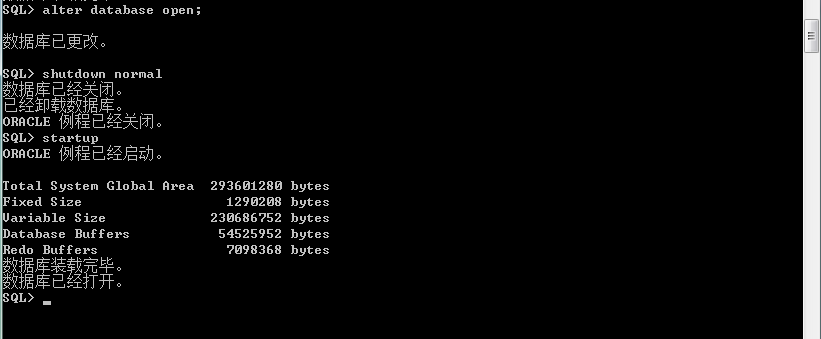 SQL> alter database open;
数据库已更改。
SQL> shutdown normal
数据库已经关闭。
已经卸载数据库。
ORACLE 例程已经关闭。
SQL> startup
ORACLE 例程已经启动。
Total System Global Area  293601280 bytes
Fixed Size                  1290208 bytes
Variable Size             230686752 bytes
Database Buffers           54525952 bytes
Redo Buffers                7098368 bytes
数据库装载完毕。
数据库已经打开。
SQL>